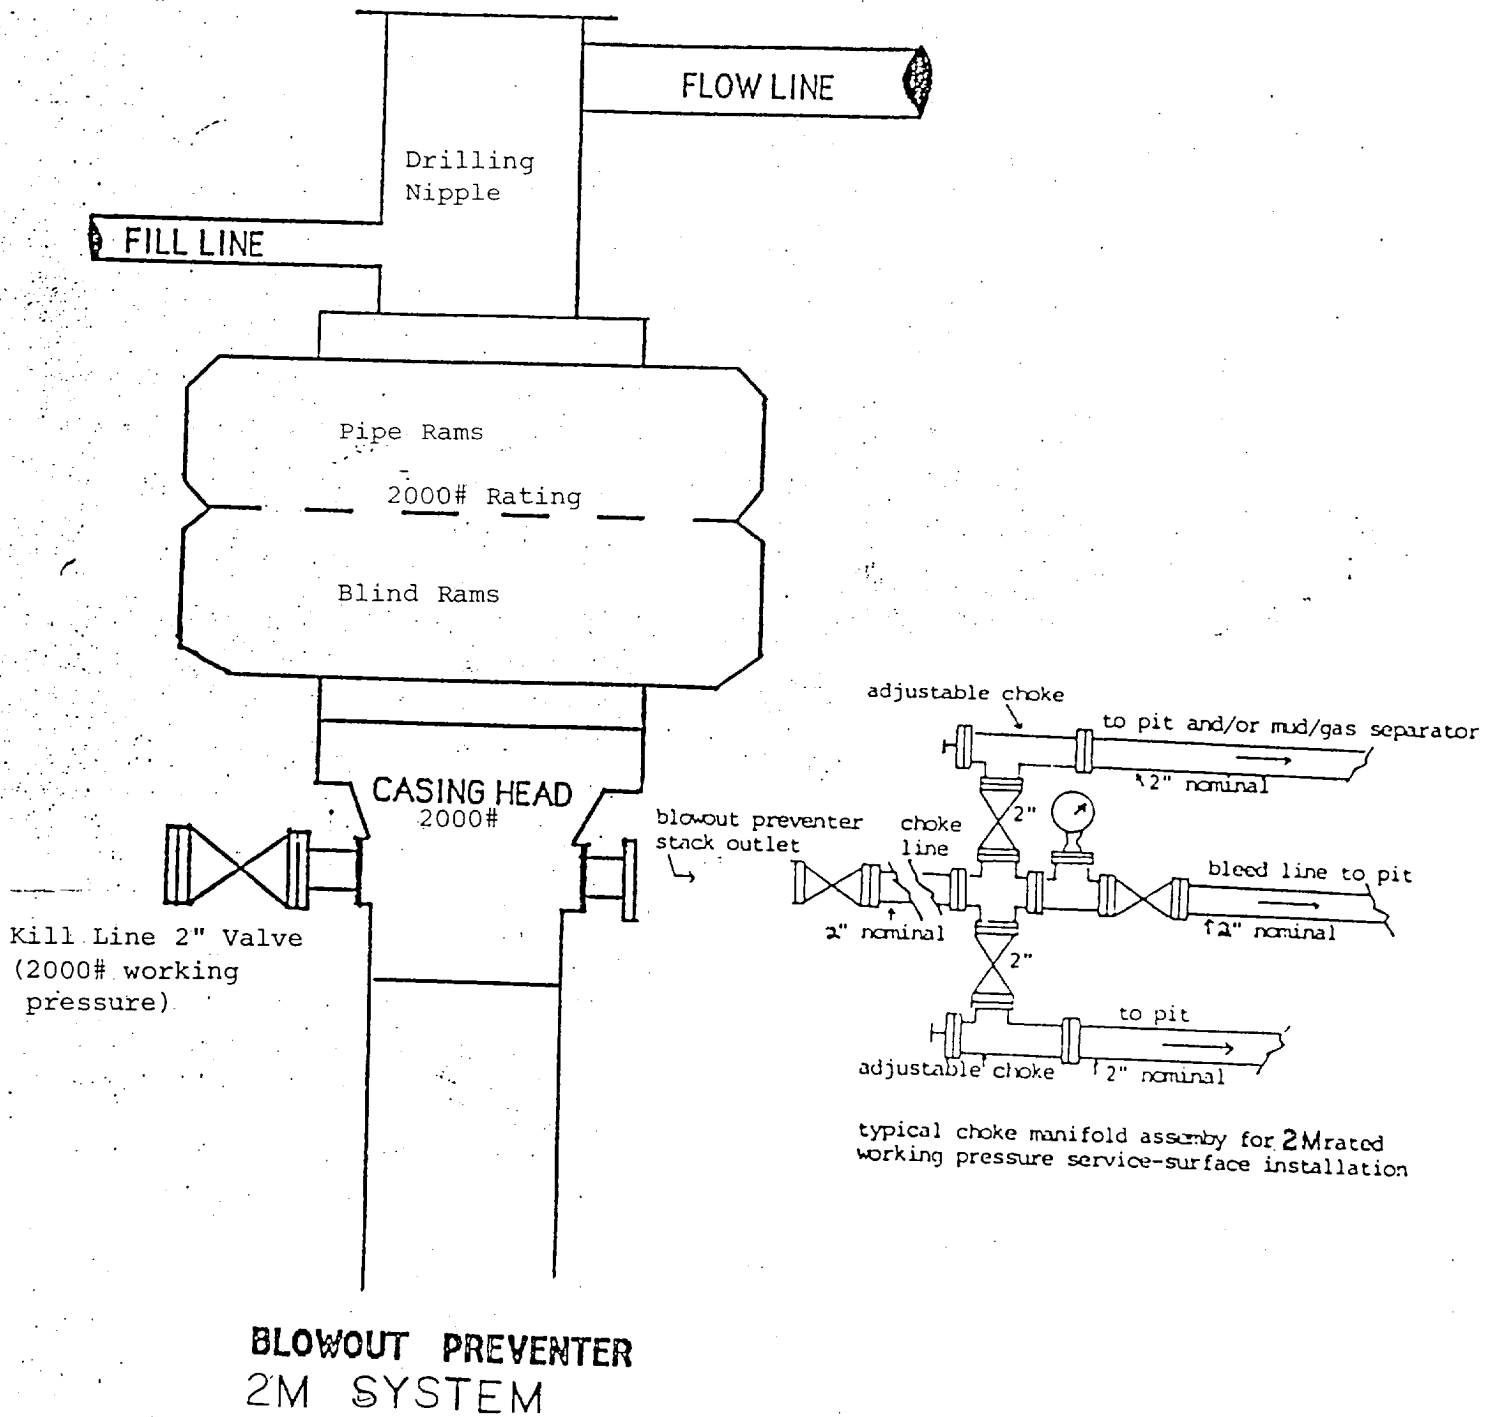 FLOW LINE
Drilling
Nipple
FILL LINE
Pipe Rams
2000# Rating
Blind Rams
CASING HEAD
2000#
Kill Line 2" Valve
(2000# working
pressure)
blowout preventer
stack outlet
choke
line
2" nominal
adjustable choke
to pit and/or mud/gas separator
2" nominal
2"
bleed line to pit
2" nominal
2"
to pit
adjustable choke
2" nominal
typical choke manifold assemby for 2M rated
working pressure service-surface installation
BLOWOUT PREVENTER
2M SYSTEM